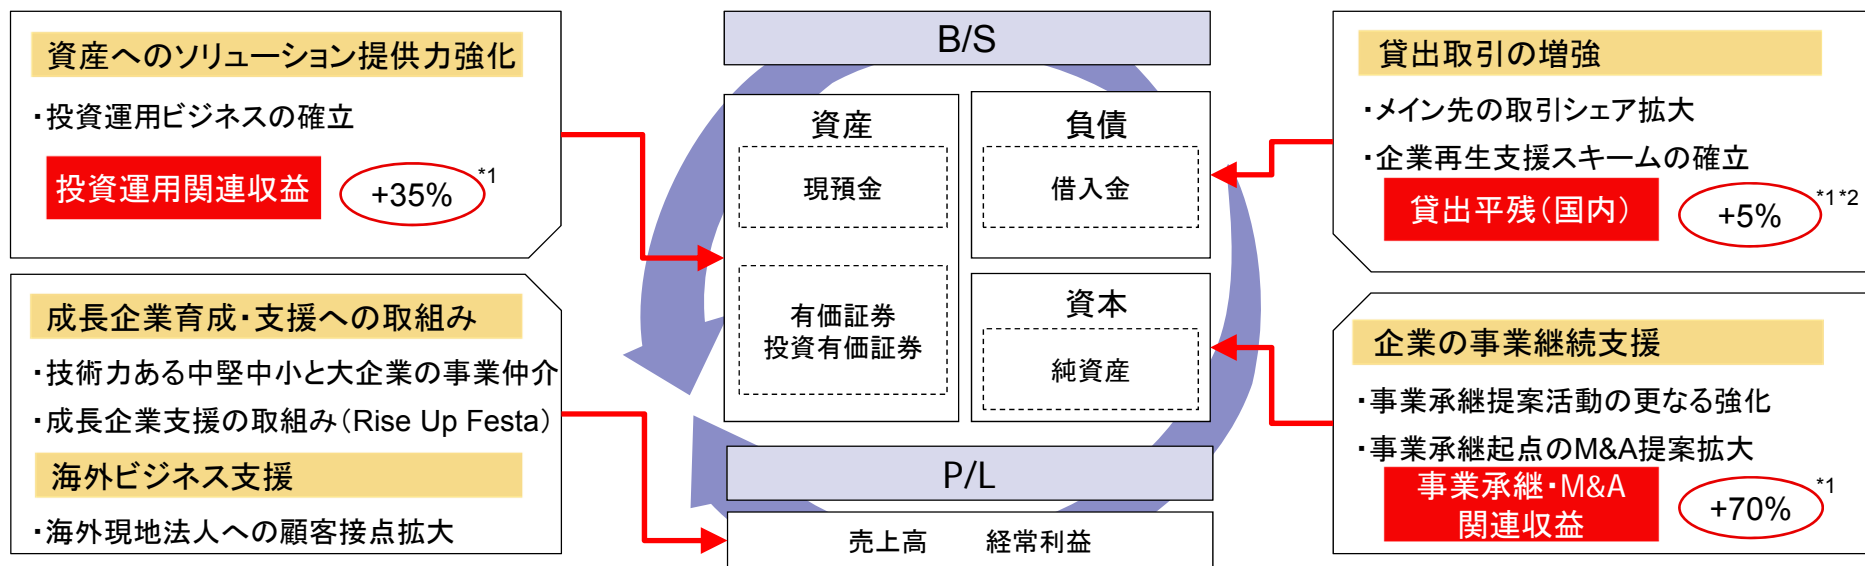 資産へのソリューション提供力強化
・投資運用ビジネスの確立
投資運用関連収益
+35%
*1
成長企業育成・支援への取組み
・技術力ある中堅中小と大企業の事業仲介
・成長企業支援の取組み（Rise Up Festa）
海外ビジネス支援
・海外現地法人への顧客接点拡大
B/S
資産
現預金
有価証券
投資有価証券
負債
借入金
資本
純資産
P/L
売上高 経常利益
貸出取引の増強
・メイン先の取引シェア拡大
・企業再生支援スキームの確立
貸出平残（国内）
+5%
*1 *2
企業の事業継続支援
・事業承継提案活動の更なる強化
・事業承継起点のM&A提案拡大
事業承継・M&A
関連収益
+70%
*1